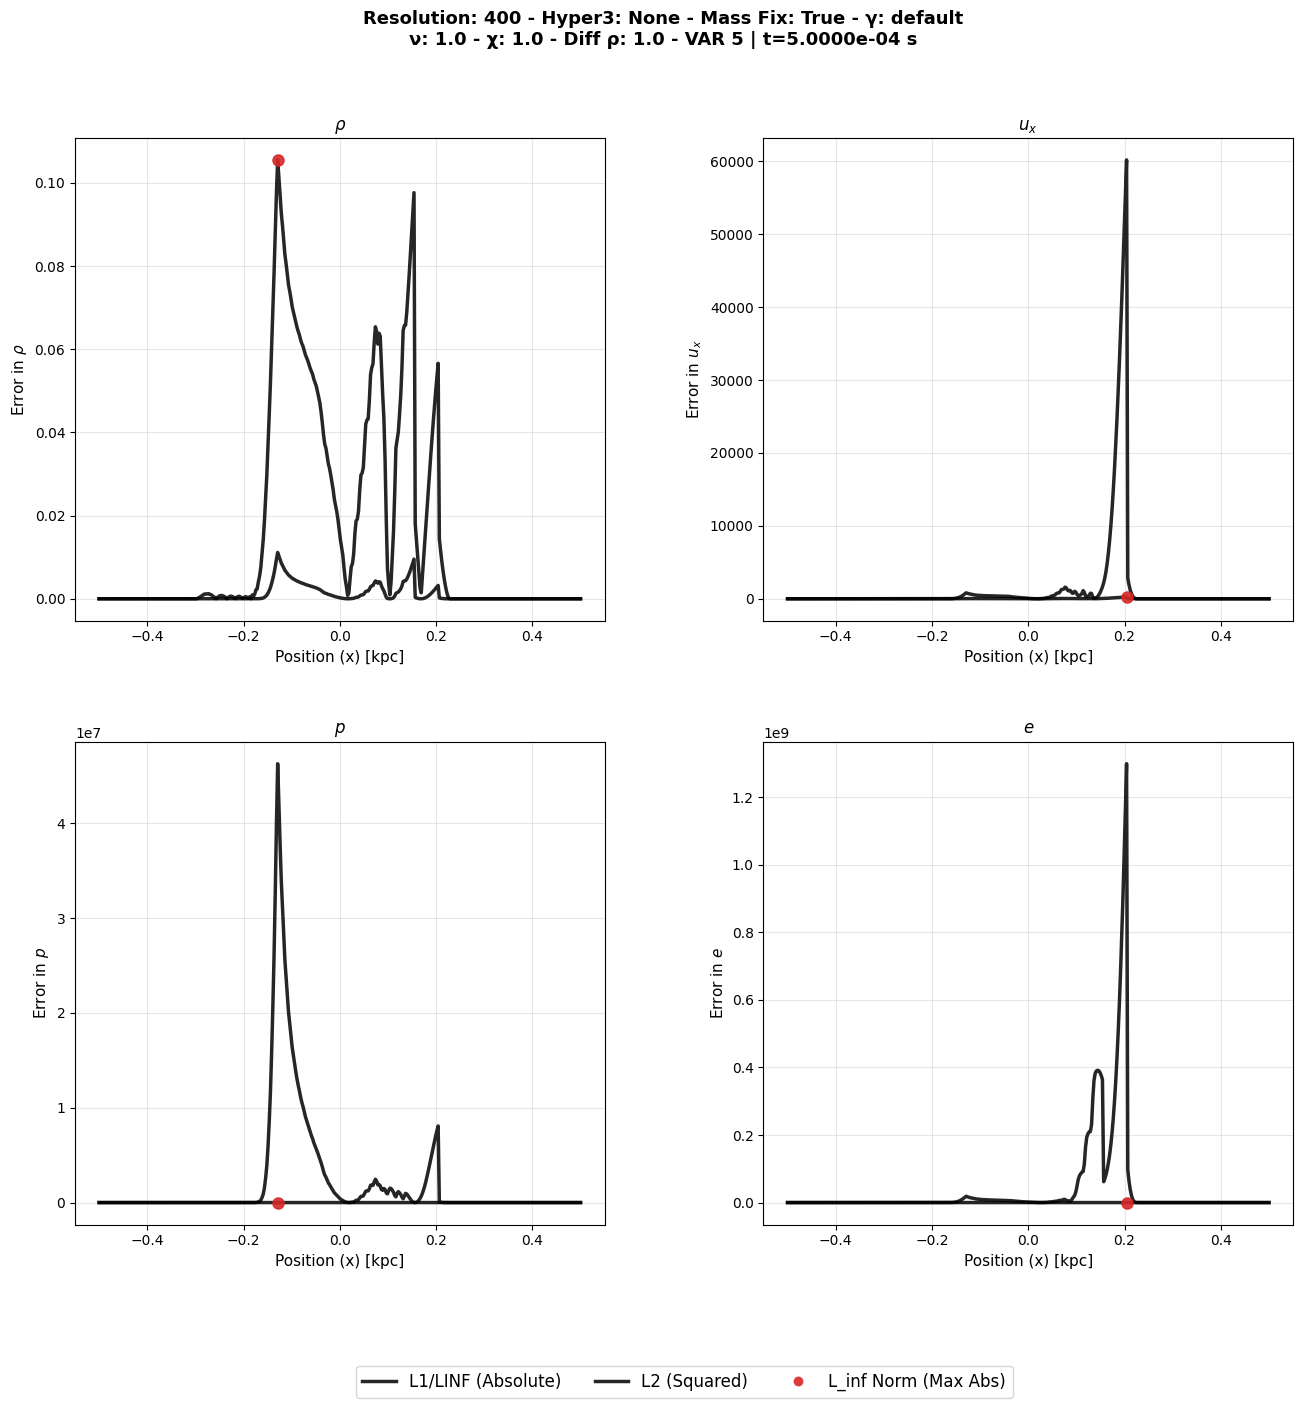 Resolution: 400 - Hyper3: None - Mass Fix: True - γ: default
ν: 1.0 - χ: 1.0 - Diff ρ: 1.0 - VAR 5 | t=5.0000e-04 s
ρ
0.10
0.08
0.06
0.04
0.02
0.00
Error in ρ
−0.4 −0.2 0.0 0.2 0.4
Position (x) [kpc]
uₓ
60000
50000
40000
30000
20000
10000
0
Error in uₓ
−0.4 −0.2 0.0 0.2 0.4
Position (x) [kpc]
p
1e7
4
3
2
1
0
Error in p
−0.4 −0.2 0.0 0.2 0.4
Position (x) [kpc]
e
1e9
1.2
1.0
0.8
0.6
0.4
0.2
0.0
Error in e
−0.4 −0.2 0.0 0.2 0.4
Position (x) [kpc]
L1/LINF (Absolute) L2 (Squared) L_inf Norm (Max Abs)